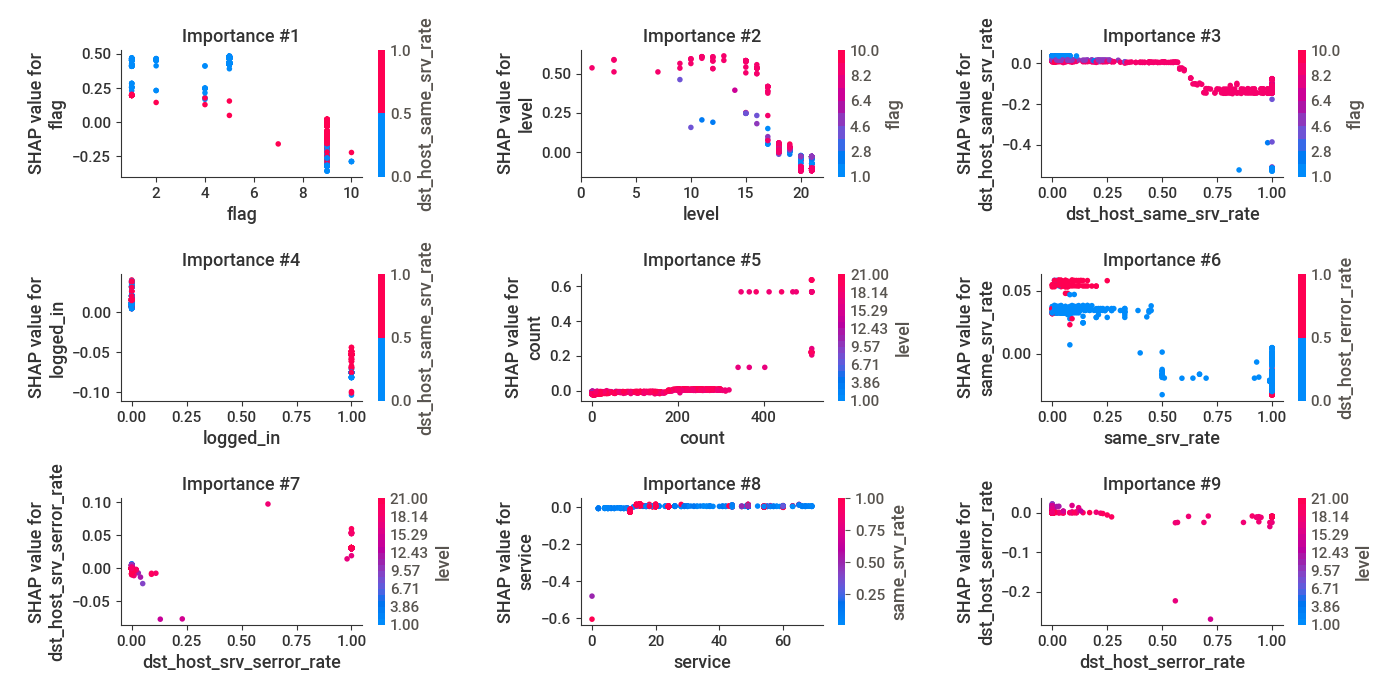 Importance #1
SHAP value for
flag
0.50
0.25
0.00
−0.25
2
4
6
8
10
flag
1.0
0.5
0.0
dst_host_same_srv_rate
Importance #2
SHAP value for
level
0.50
0.25
0.00
0
5
10
15
20
level
10.0
8.2
6.4
4.6
2.8
1.0
flag
Importance #3
SHAP value for
dst_host_same_srv_rate
0.0
−0.2
−0.4
0.00
0.25
0.50
0.75
1.00
dst_host_same_srv_rate
10.0
8.2
6.4
4.6
2.8
1.0
flag
Importance #4
SHAP value for
logged_in
0.00
−0.05
−0.10
0.00
0.25
0.50
0.75
1.00
logged_in
1.0
0.5
0.0
dst_host_same_srv_rate
Importance #5
SHAP value for
count
0.6
0.4
0.2
0.0
0
200
400
count
21.00
18.14
15.29
12.43
9.57
6.71
3.86
1.00
level
Importance #6
SHAP value for
same_srv_rate
0.05
0.00
0.00
0.25
0.50
0.75
1.00
same_srv_rate
1.0
0.5
0.0
dst_host_rerror_rate
Importance #7
SHAP value for
dst_host_srv_serror_rate
0.10
0.05
0.00
−0.05
0.00
0.25
0.50
0.75
1.00
dst_host_srv_serror_rate
21.00
18.14
15.29
12.43
9.57
6.71
3.86
1.00
level
Importance #8
SHAP value for
service
0.0
−0.2
−0.4
−0.6
0
20
40
60
service
1.00
0.75
0.50
0.25
same_srv_rate
Importance #9
SHAP value for
dst_host_serror_rate
0.0
−0.1
−0.2
0.00
0.25
0.50
0.75
1.00
dst_host_serror_rate
21.00
18.14
15.29
12.43
9.57
6.71
3.86
1.00
level